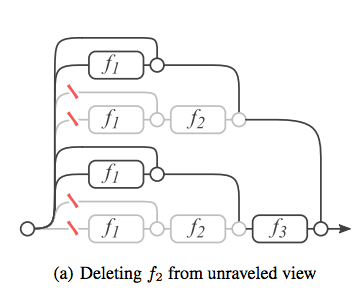 f₁
f₁ f₂
f₁
f₁ f₂ f₃
(a) Deleting f₂ from unraveled view